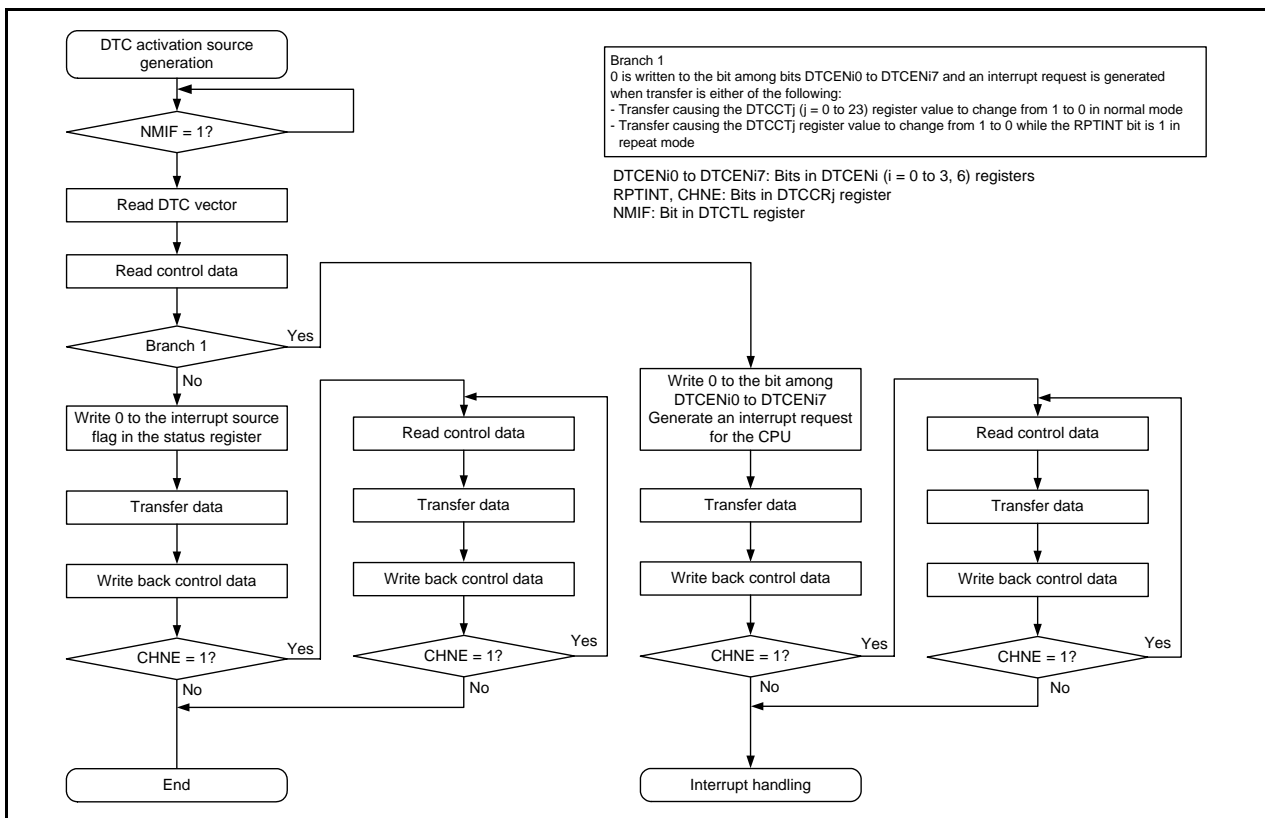 DTC activation source
generation
NMIF = 1?
Read DTC vector
Read control data
Branch 1
Yes
No
Write 0 to the interrupt source
flag in the status register
Transfer data
Write back control data
CHNE = 1?
Yes
No
End
Read control data
Transfer data
Write back control data
CHNE = 1?
Yes
No
Branch 1
0 is written to the bit among bits DTCENi0 to DTCENi7 and an interrupt request is generated
when transfer is either of the following:
- Transfer causing the DTCCTj (j = 0 to 23) register value to change from 1 to 0 in normal mode
- Transfer causing the DTCCTj register value to change from 1 to 0 while the RPTINT bit is 1 in
repeat mode
DTCENi0 to DTCENi7: Bits in DTCENi (i = 0 to 3, 6) registers
RPTINT, CHNE: Bits in DTCCRj register
NMIF: Bit in DTCTL register
Write 0 to the bit among
DTCENi0 to DTCENi7
Generate an interrupt request
for the CPU
Transfer data
Write back control data
CHNE = 1?
Yes
No
Interrupt handling
Read control data
Transfer data
Write back control data
CHNE = 1?
Yes
No